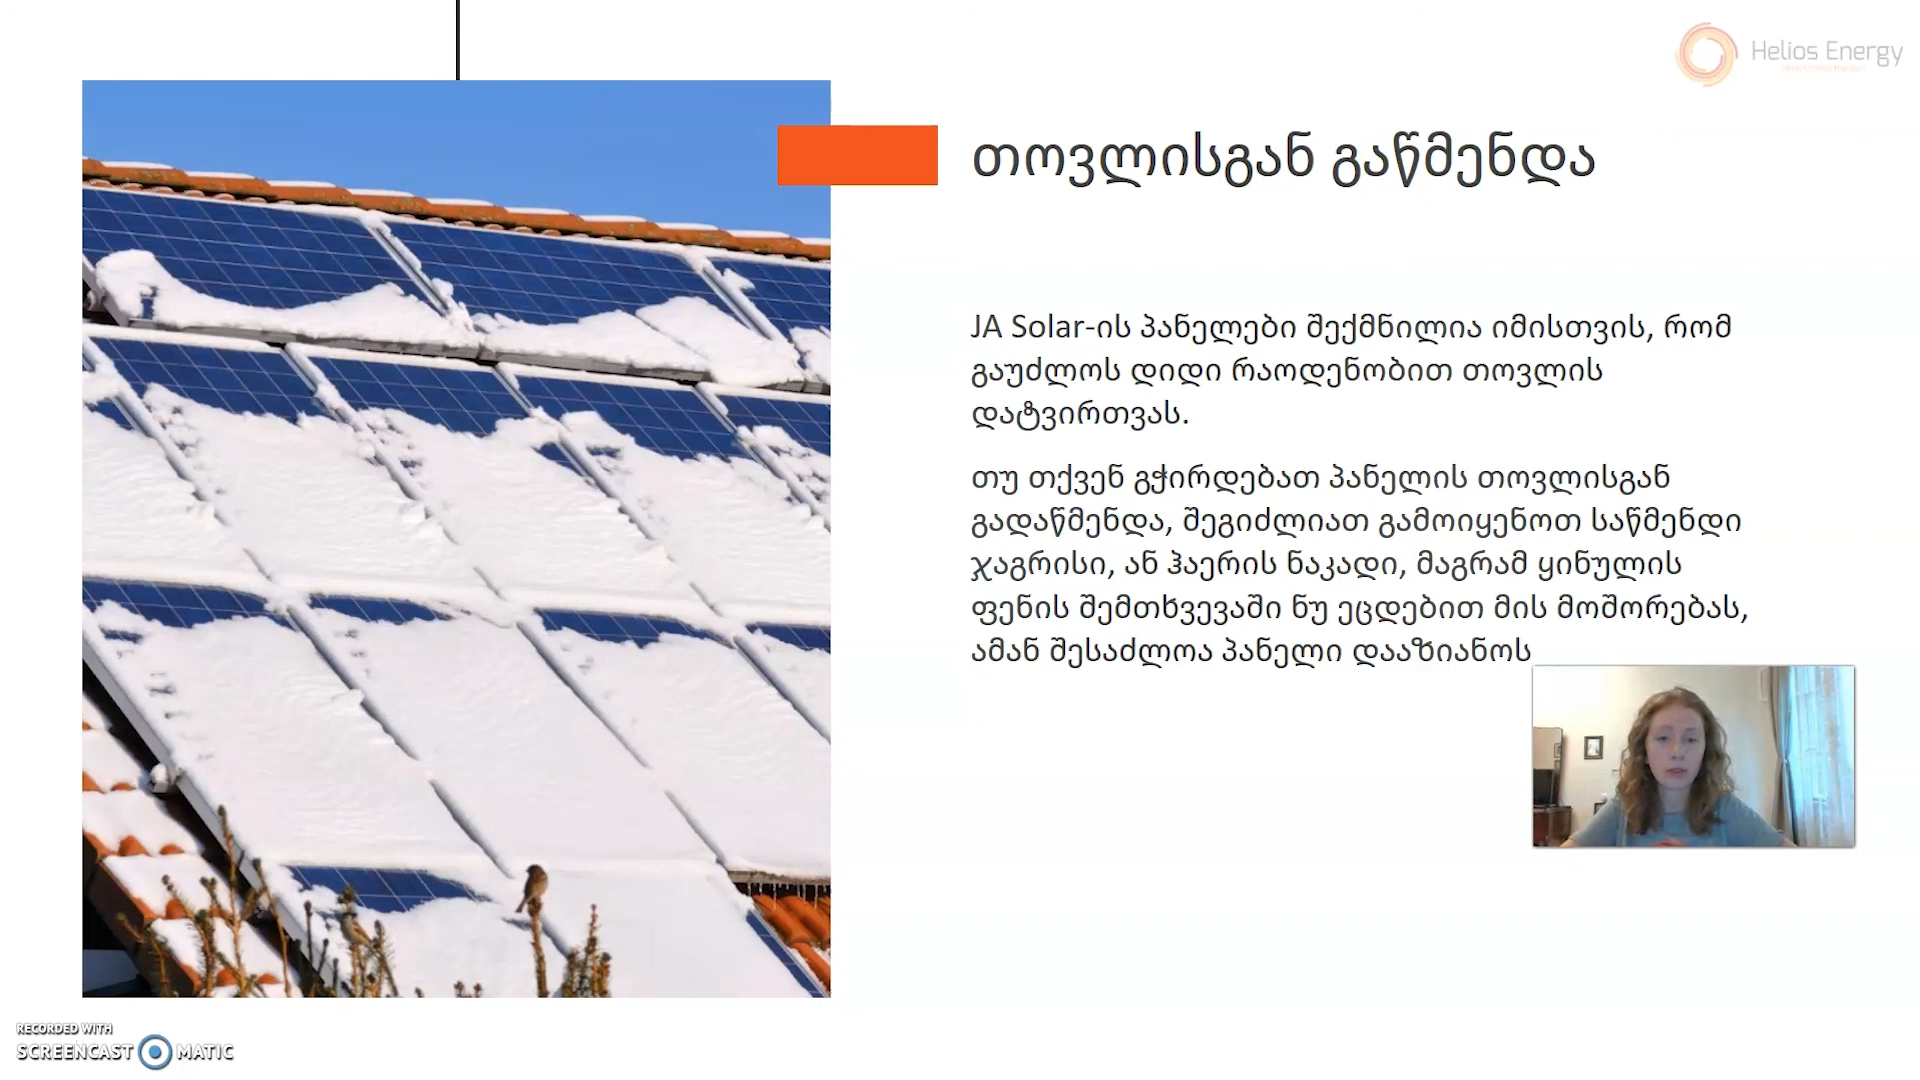 Helios Energy
თოვლისგან გაწმენდა
JA Solar-ის პანელები შექმნილია იმისთვის, რომ
გაუძლოს დიდი რაოდენობით თოვლის
დატვირთვას.
თუ თქვენ გჭირდებათ პანელის თოვლისგან
გადაწმენდა, შეგიძლიათ გამოიყენოთ საწმენდი
ჯაგრისი, ან ჰაერის ნაკადი, მაგრამ ყინულის
ფენის შემთხვევაში ნუ ეცდებით მის მოშორებას,
ამან შესაძლოა პანელი დააზიანოს
RECORDED WITH
SCREENCAST MATIC